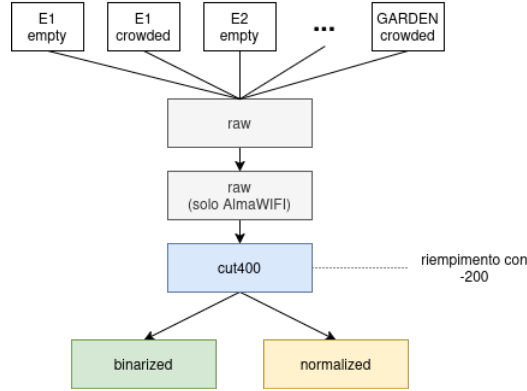 E1
empty
E1
crowded
E2
empty
...
GARDEN
crowded
raw
raw
(solo AlmaWIFI)
cut400
riempimento con
-200
binarized
normalized